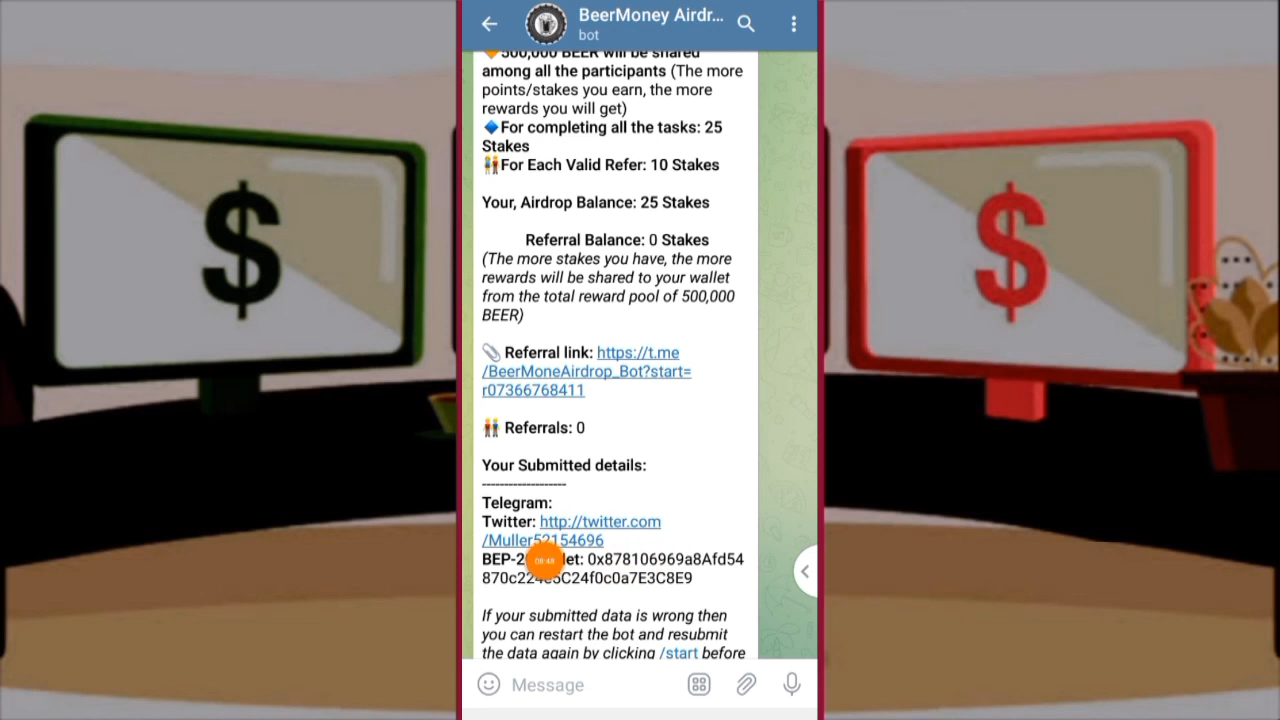 BeerMoney Airdr...
bot
500,000 BEER will be shared
among all the participants (The more
points/stakes you earn, the more
rewards you will get)
For completing all the tasks: 25
Stakes
For Each Valid Refer: 10 Stakes
Your, Airdrop Balance: 25 Stakes
Referral Balance: 0 Stakes
(The more stakes you have, the more
rewards will be shared to your wallet
from the total reward pool of 500,000
BEER)
Referral link: https://t.me
/BeerMoneAirdrop_Bot?start=
r07366768411
Referrals: 0
Your Submitted details:
-------------------
Telegram:
Twitter: http://twitter.com
/Muller52154696
08:48
0x878106969a8Afd54
If your submitted data is wrong then
you can restart the bot and resubmit
the data again by clicking /start before
Message
$
$